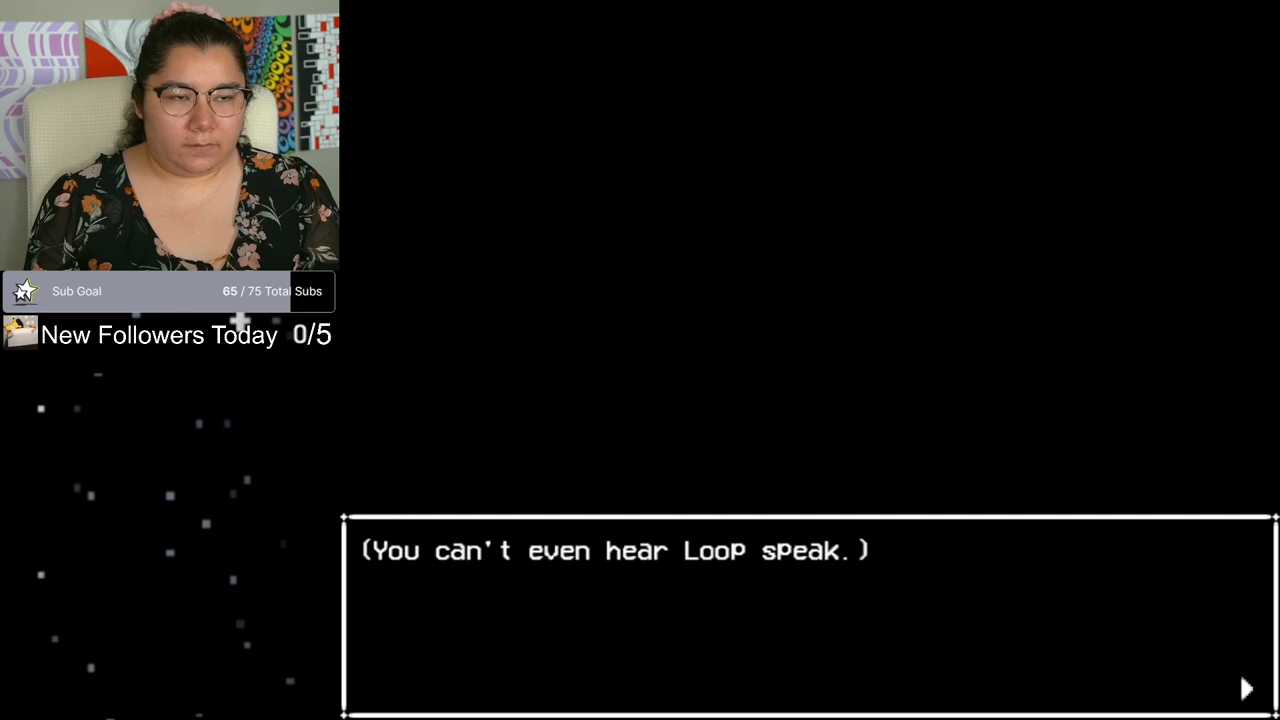 Sub Goal 65 / 75 Total Subs
New Followers Today 0/5
(You can't even hear Loop speak.)